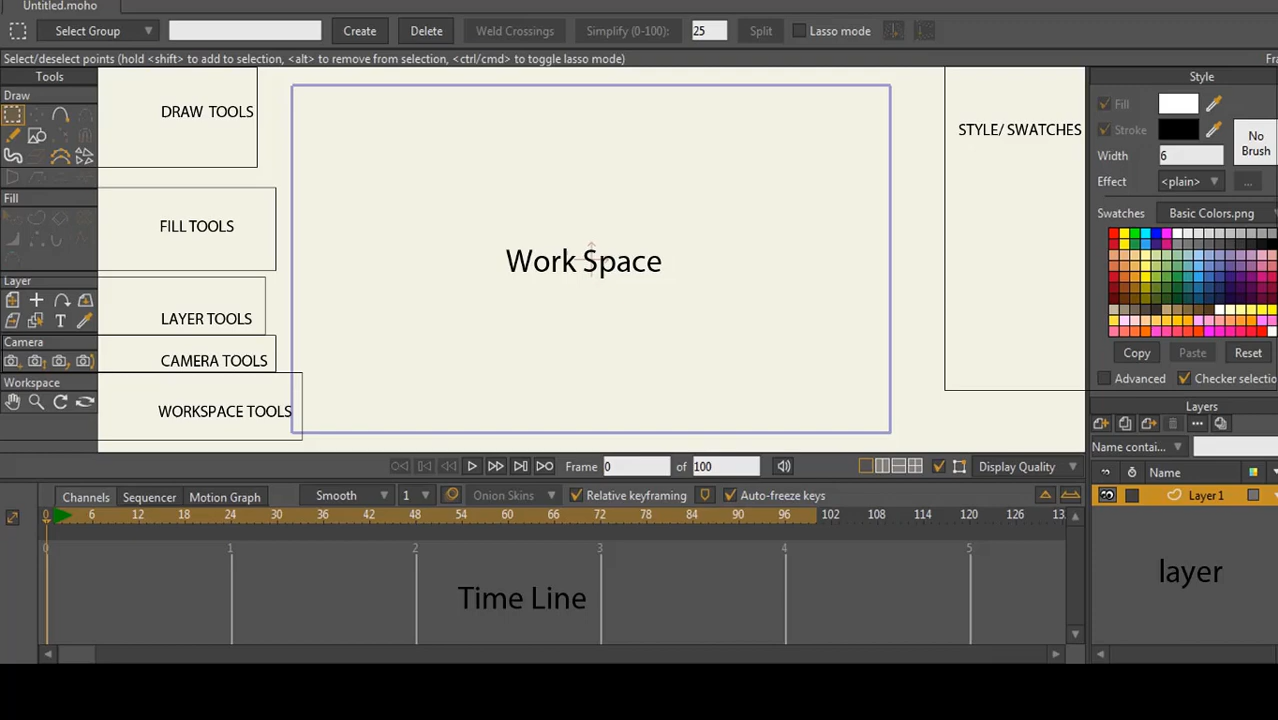 Untitled.moho
Select Group Create Delete Weld Crossings Simplify (0-100): 25 Split Lasso mode
Select/deselect points (hold <shift> to add to selection, <alt> to remove from selection, <ctrl/cmd> to toggle lasso mode) Fra
Tools
Draw
DRAW TOOLS
Fill
FILL TOOLS
Layer
LAYER TOOLS
Camera
CAMERA TOOLS
Workspace
WORKSPACE TOOLS
Work Space
STYLE/ SWATCHES
Style
Fill
Stroke
No
Brush
Width 6
Effect <plain> ...
Swatches Basic Colors.png
Copy Paste Reset
Advanced Checker selectio
Layers
Name contai...
Name
Layer 1
layer
Frame 0 of 100 Display Quality
Channels Sequencer Motion Graph Smooth 1 Onion Skins Relative keyframing Auto-freeze keys
0 6 12 18 24 30 36 42 48 54 60 66 72 78 84 90 96 102 108 114 120 126 13
0 1 2 3 4 5
Time Line